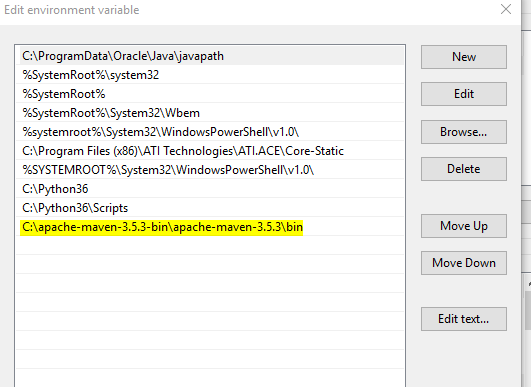 Edit environment variable
C:\ProgramData\Oracle\Java\javapath
%SystemRoot%\system32
%SystemRoot%
%SystemRoot%\System32\Wbem
%systemroot%\System32\WindowsPowerShell\v1.0\
C:\Program Files (x86)\ATI Technologies\ATI.ACE\Core-Static
%SYSTEMROOT%\System32\WindowsPowerShell\v1.0\
C:\Python36
C:\Python36\Scripts
C:\apache-maven-3.5.3-bin\apache-maven-3.5.3\bin
New
Edit
Browse...
Delete
Move Up
Move Down
Edit text...